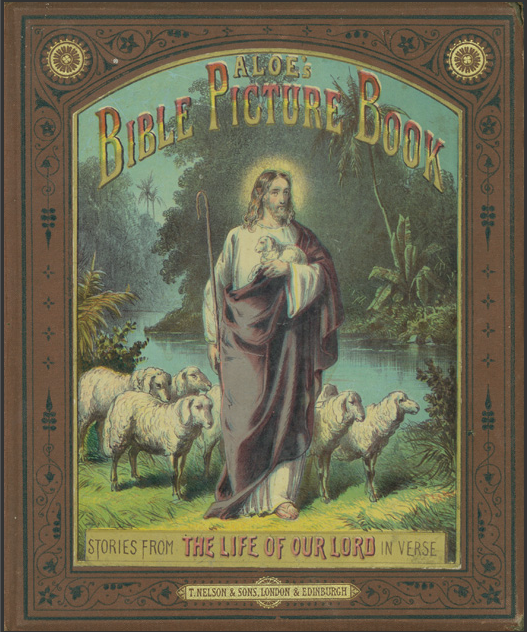 ALOE'S
BIBLE PICTURE BOOK
STORIES FROM THE LIFE OF OUR LORD IN VERSE
T. NELSON & SONS, LONDON & EDINBURGH